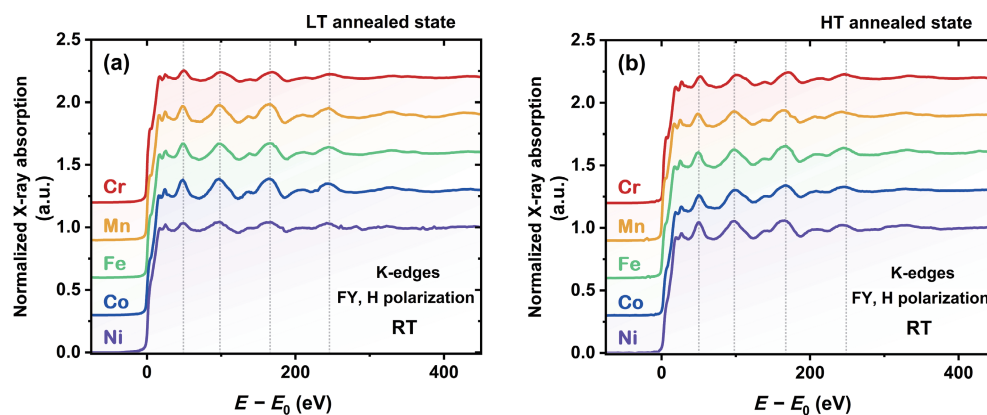 LT annealed state
(a)
Normalized X-ray absorption
(a.u.)
2.5
2.0
1.5
1.0
0.5
0.0
Cr
Mn
Fe
Co
Ni
K-edges
FY, H polarization
RT
0
200
400
E − E0 (eV)
HT annealed state
(b)
Normalized X-ray absorption
(a.u.)
2.5
2.0
1.5
1.0
0.5
0.0
Cr
Mn
Fe
Co
Ni
K-edges
FY, H polarization
RT
0
200
400
E − E0 (eV)